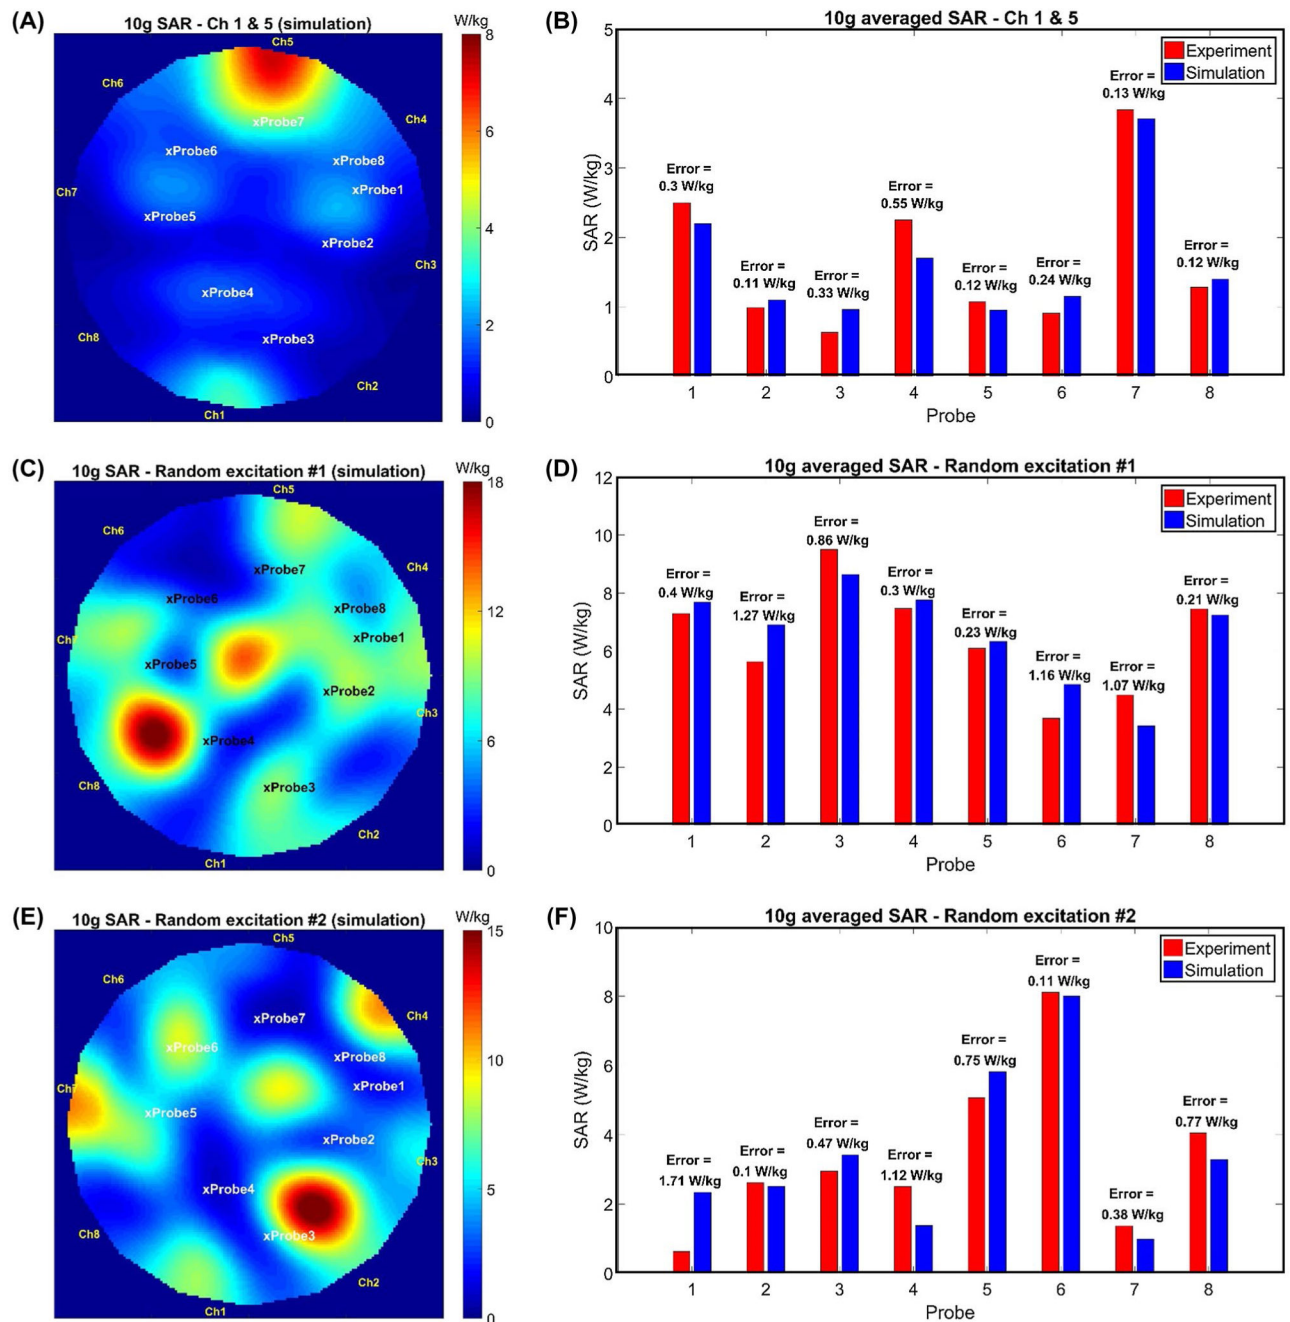 (A)
10g SAR - Ch 1 & 5 (simulation)
W/kg
Ch5
Ch6
Ch4
xProbe7
xProbe6
xProbe8
Ch7
xProbe1
xProbe5
xProbe2
Ch3
xProbe4
Ch8
xProbe3
Ch2
Ch1
8
6
4
2
0
(B)
10g averaged SAR - Ch 1 & 5
Experiment
Simulation
SAR (W/kg)
5
4
3
2
1
0
Error =
0.3 W/kg
Error =
0.11 W/kg
Error =
0.33 W/kg
Error =
0.55 W/kg
Error =
0.12 W/kg
Error =
0.24 W/kg
Error =
0.13 W/kg
Error =
0.12 W/kg
1 2 3 4 5 6 7 8
Probe
(C)
10g SAR - Random excitation #1 (simulation)
W/kg
Ch5
Ch6
Ch4
xProbe7
xProbe6
xProbe8
xProbe1
xProbe5
xProbe2
Ch3
xProbe4
Ch8
xProbe3
Ch2
Ch1
18
12
6
0
(D)
10g averaged SAR - Random excitation #1
Experiment
Simulation
SAR (W/kg)
12
10
8
6
4
2
0
Error =
0.4 W/kg
Error =
1.27 W/kg
Error =
0.86 W/kg
Error =
0.3 W/kg
Error =
0.23 W/kg
Error =
1.16 W/kg
Error =
1.07 W/kg
Error =
0.21 W/kg
1 2 3 4 5 6 7 8
Probe
(E)
10g SAR - Random excitation #2 (simulation)
W/kg
Ch5
Ch6
Ch4
xProbe7
xProbe6
xProbe8
xProbe1
xProbe5
xProbe2
Ch3
xProbe4
Ch8
xProbe3
Ch2
Ch1
15
10
5
0
(F)
10g averaged SAR - Random excitation #2
Experiment
Simulation
SAR (W/kg)
10
8
6
4
2
0
Error =
1.71 W/kg
Error =
0.1 W/kg
Error =
0.47 W/kg
Error =
1.12 W/kg
Error =
0.75 W/kg
Error =
0.11 W/kg
Error =
0.38 W/kg
Error =
0.77 W/kg
1 2 3 4 5 6 7 8
Probe